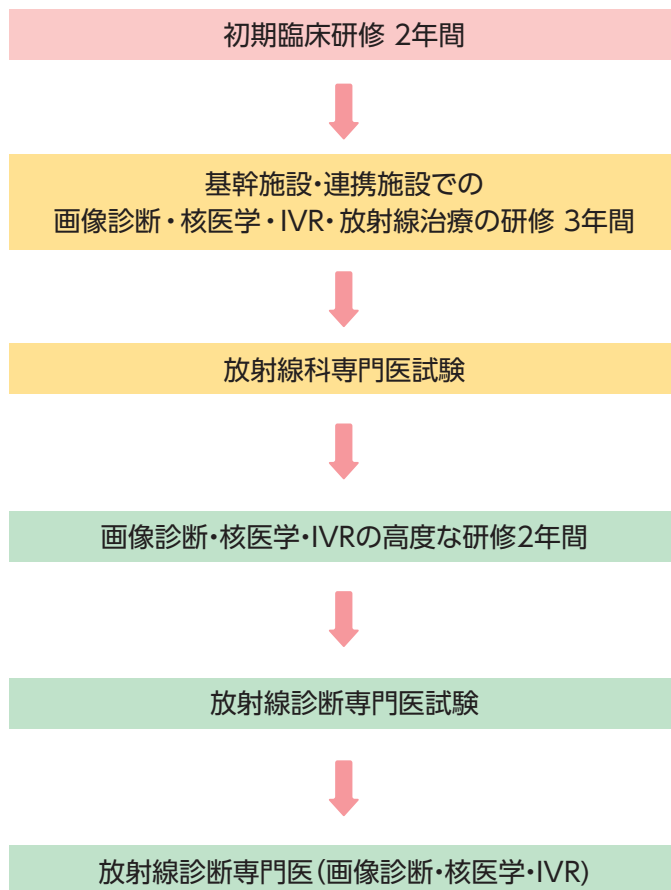 初期臨床研修 2年間
基幹施設・連携施設での
画像診断・核医学・IVR・放射線治療の研修 3年間
放射線科専門医試験
画像診断・核医学・IVRの高度な研修2年間
放射線診断専門医試験
放射線診断専門医(画像診断・核医学・IVR)